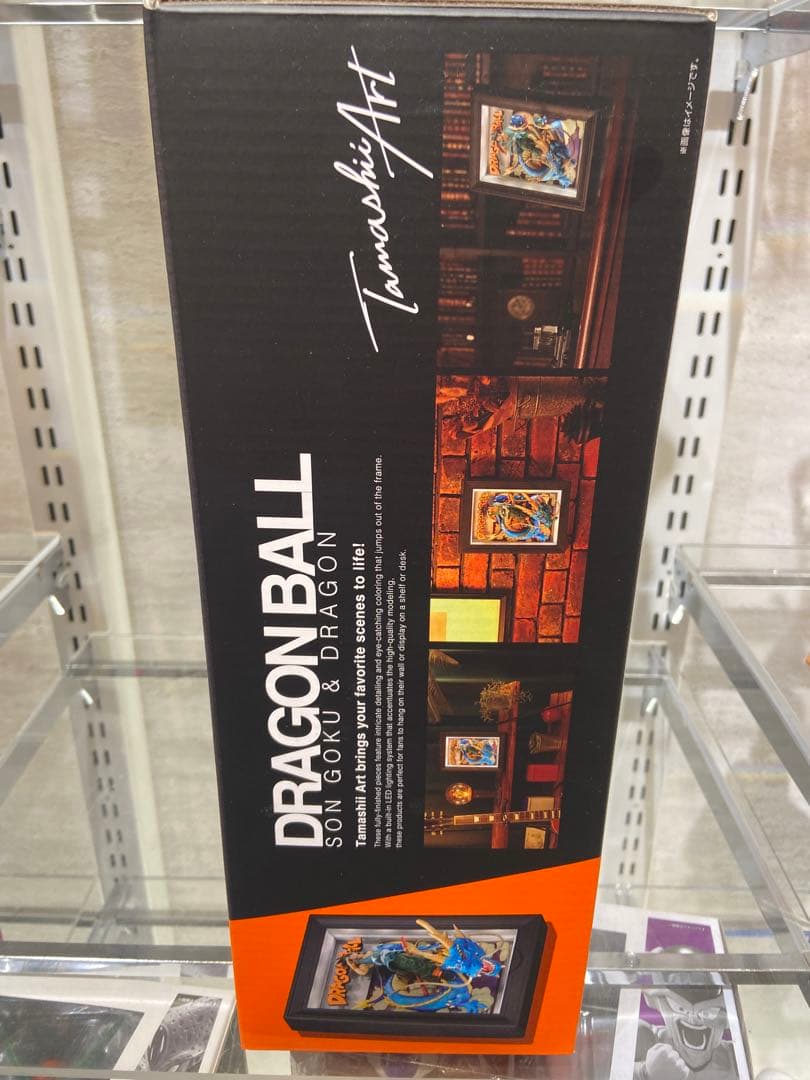 DRAGON BALL
SON GOKU & DRAGON
Tamashii Art brings your favorite scenes to life!
These fully-finished pieces feature intricate detailing and eye-catching coloring that jumps out of the frame.
With a built-in LED lighting system that accentuates the high-quality modeling,
these products are perfect for fans to hang on their wall or display on a shelf or desk.
Tamashii Art
※画像はイメージです。
DRAGON BALL